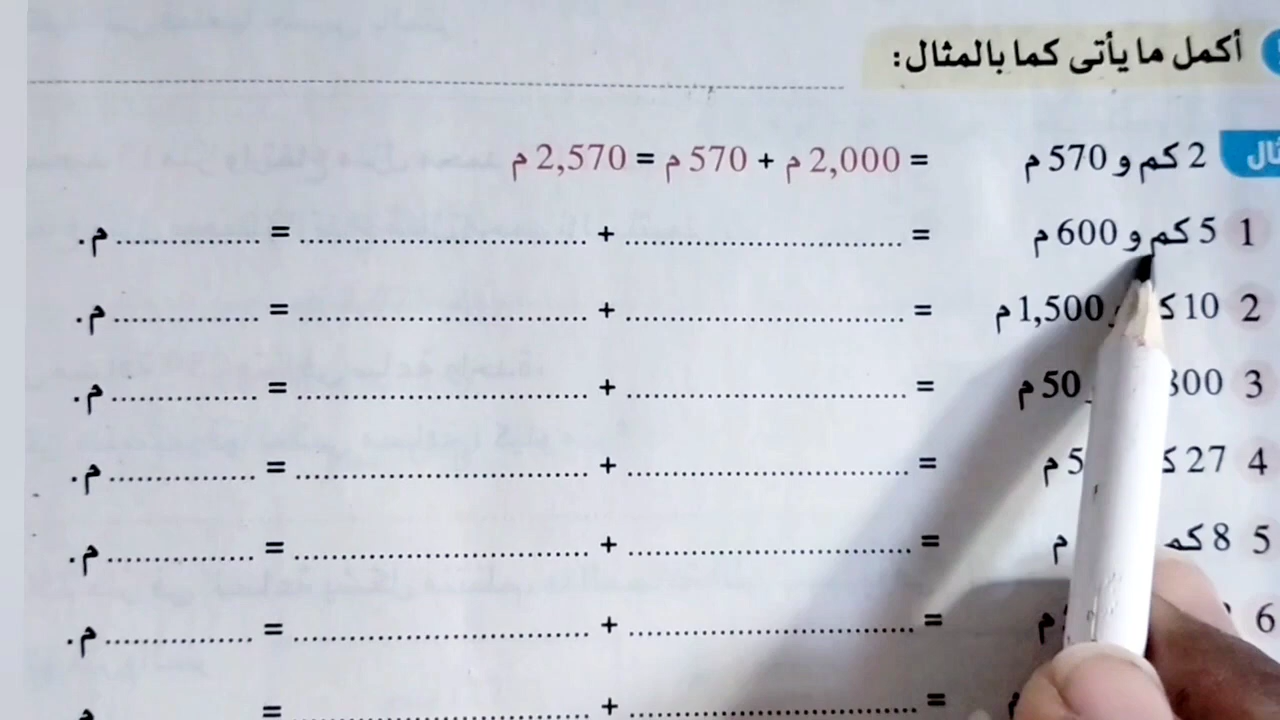 أكمل ما يأتى كما بالمثال:
2 كم و 570 م = 2,000 م + 570 م = 2,570 م
1 5 كم و 600 م = .................... + .................... = ............ م.
2 10 1,500 م = .................... + .................... = ............ م.
3 50 م = .................... + .................... = ............ م.
4 27 م = .................... + .................... = ............ م.
5 8 كم م = .................... + .................... = ............ م.
6 م = .................... + .................... = ............ م.
= .................... + .................... = ............